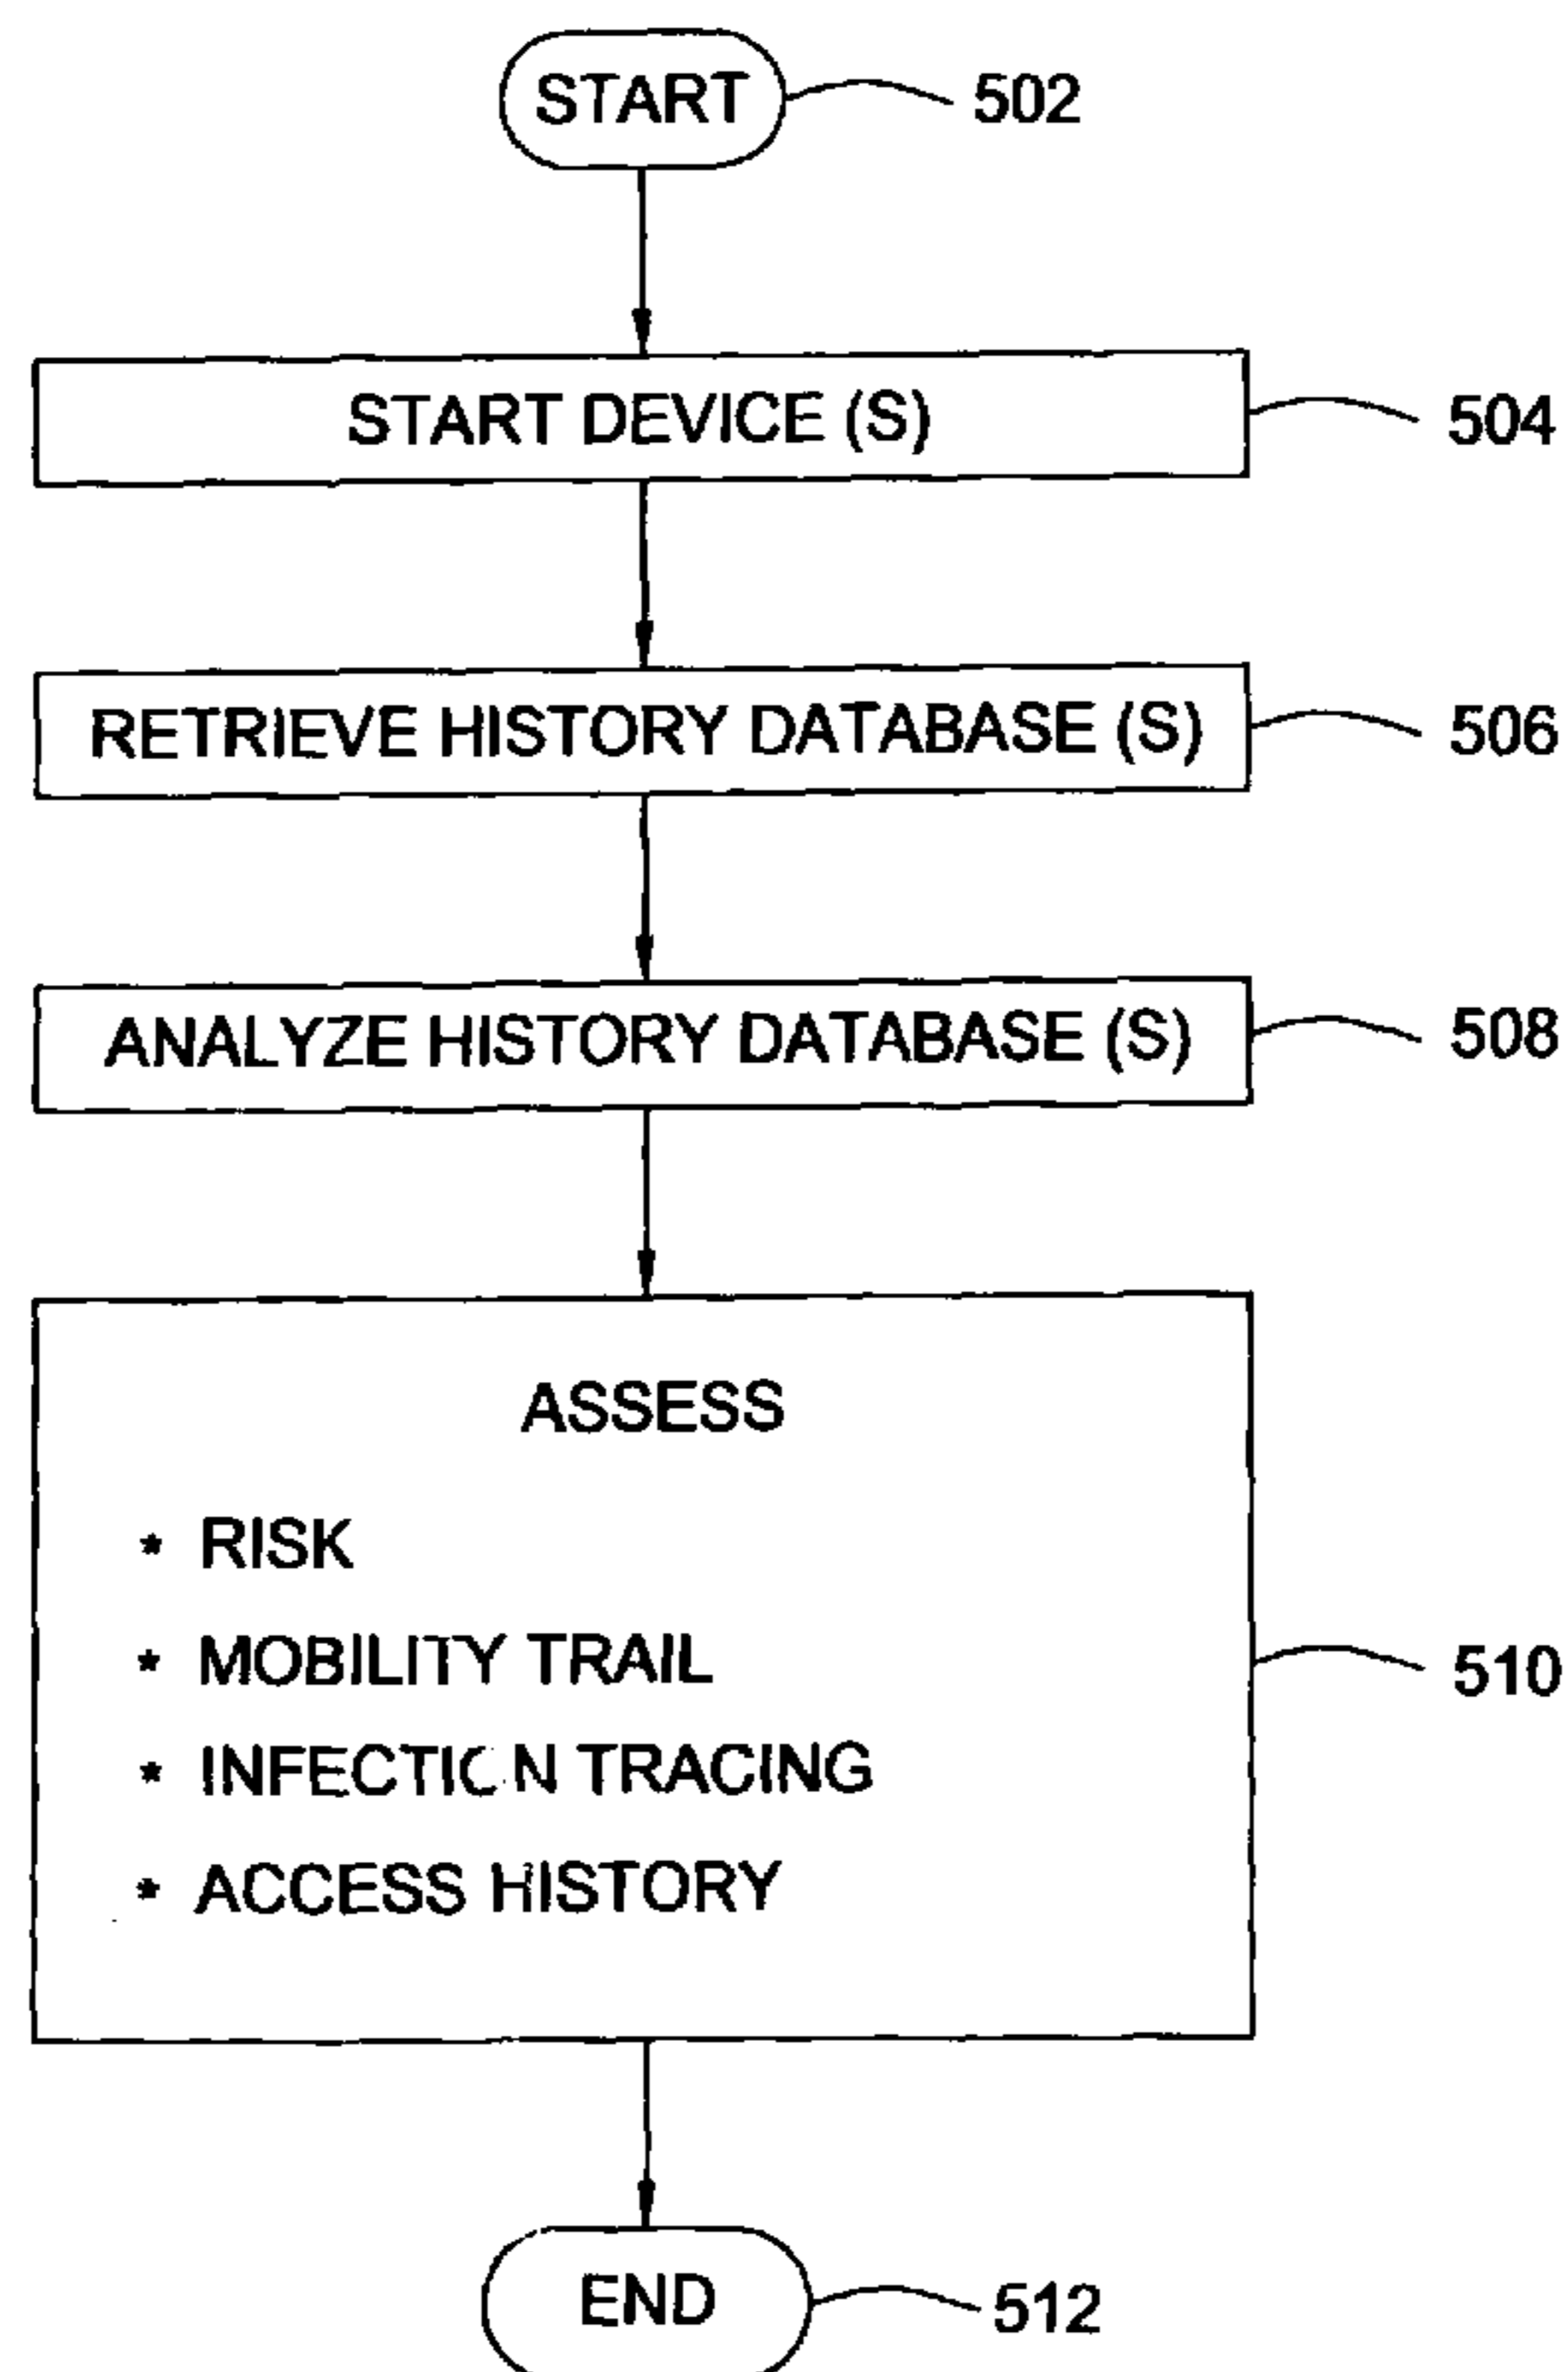 START 502
START DEVICE (S) 504
RETRIEVE HISTORY DATABASE (S) 506
ANALYZE HISTORY DATABASE (S) 508
ASSESS
* RISK
* MOBILITY TRAIL
510
* INFECTION TRACING
* ACCESS HISTORY
END 512